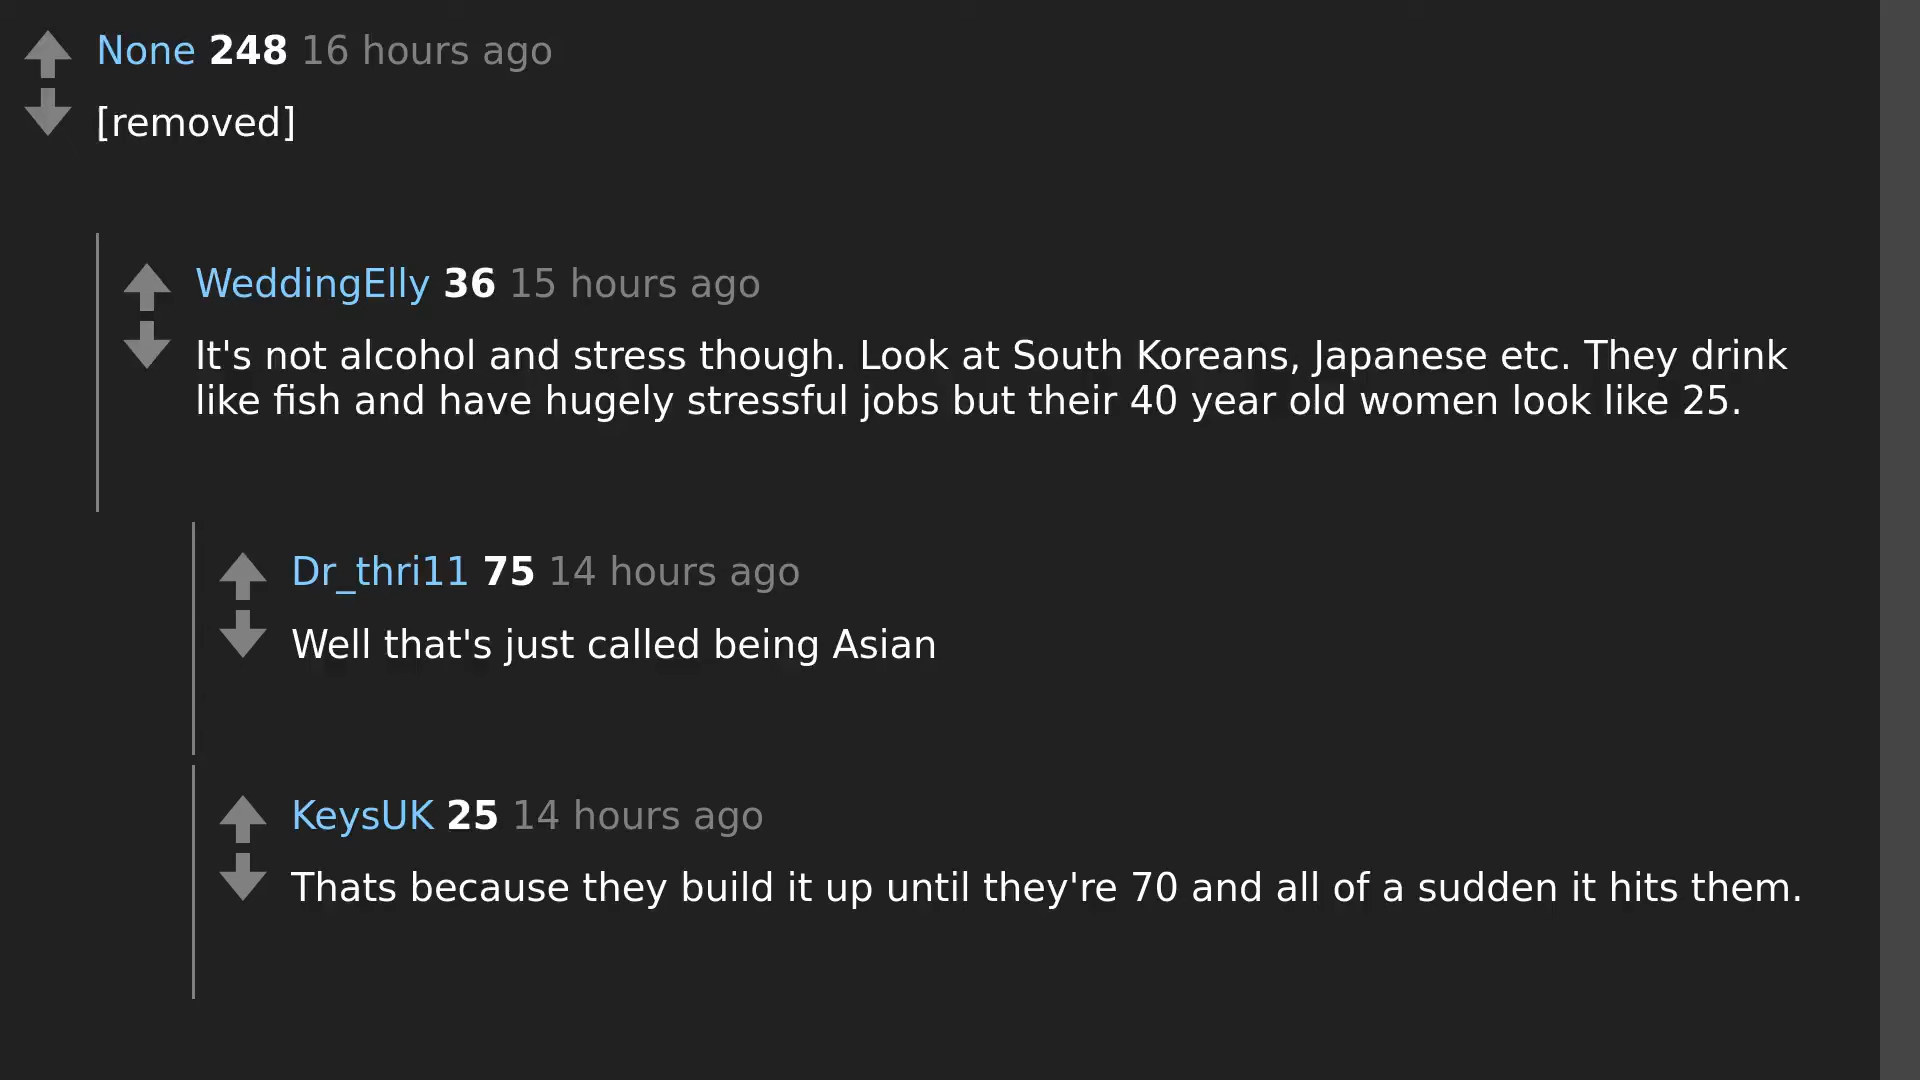 None 248 16 hours ago
[removed]
WeddingElly 36 15 hours ago
It's not alcohol and stress though. Look at South Koreans, Japanese etc. They drink
like fish and have hugely stressful jobs but their 40 year old women look like 25.
Dr_thri11 75 14 hours ago
Well that's just called being Asian
KeysUK 25 14 hours ago
Thats because they build it up until they're 70 and all of a sudden it hits them.